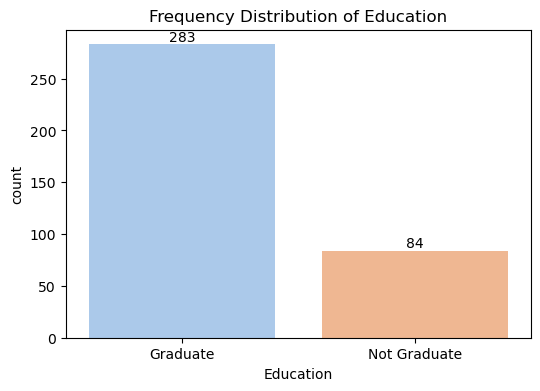 Frequency Distribution of Education
283
84
250
200
150
100
50
0
count
Graduate
Not Graduate
Education